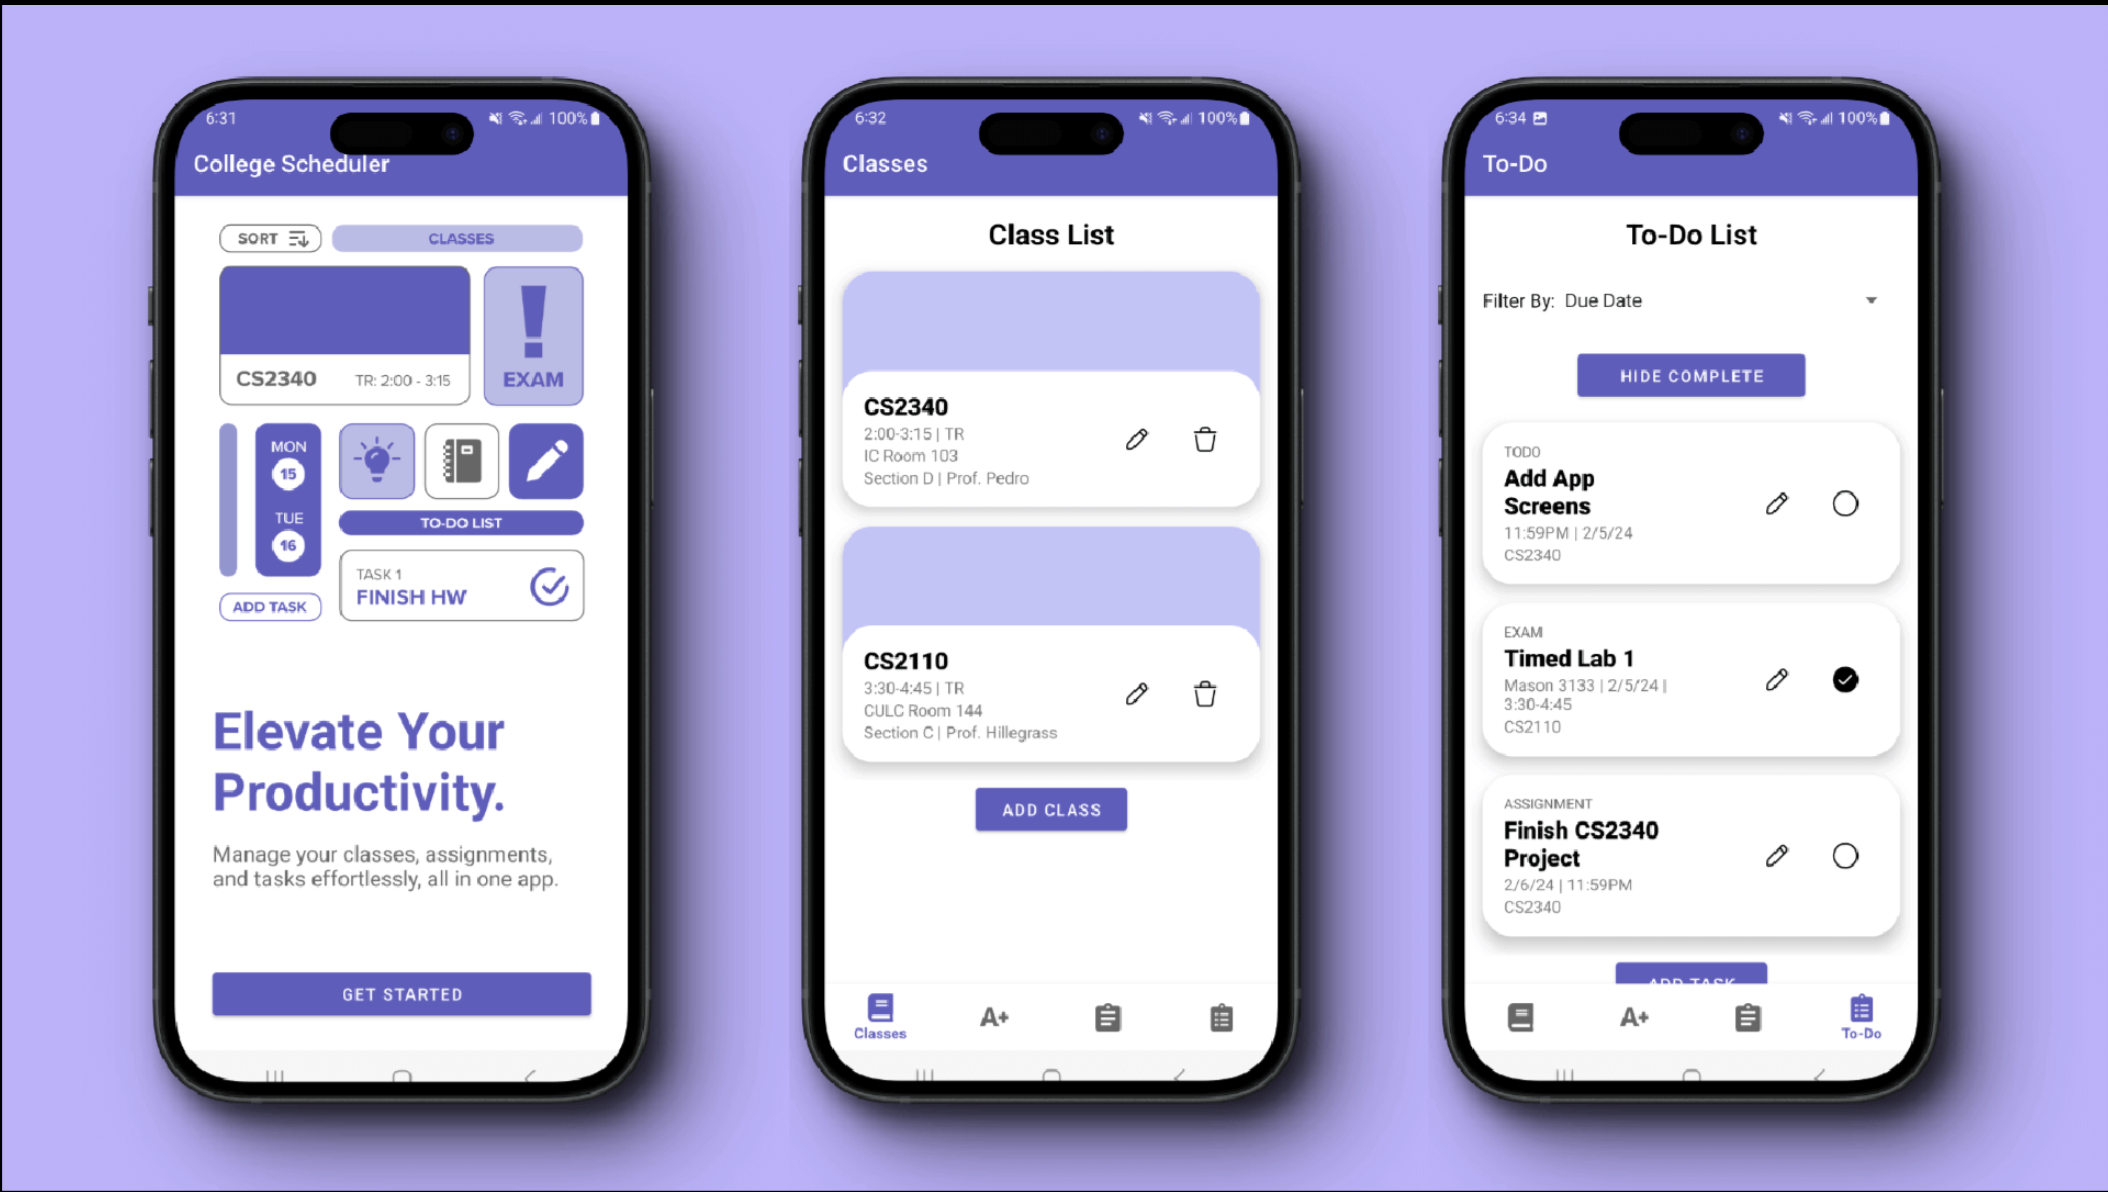 6:31
100%
College Scheduler
SORT
CLASSES
CS2340
TR: 2:00 - 3:15
EXAM
MON
15
TUE
16
TO-DO LIST
TASK 1
FINISH HW
ADD TASK
Elevate Your
Productivity.
Manage your classes, assignments,
and tasks effortlessly, all in one app.
GET STARTED
6:32
100%
Classes
Class List
CS2340
2:00-3:15 | TR
IC Room 103
Section D | Prof. Pedro
CS2110
3:30-4:45 | TR
CULC Room 144
Section C | Prof. Hillegrass
ADD CLASS
Classes
A+
6:34
100%
To-Do
To-Do List
Filter By: Due Date
HIDE COMPLETE
TODO
Add App
Screens
11:59PM | 2/5/24
CS2340
EXAM
Timed Lab 1
Mason 3133 | 2/5/24 |
3:30-4:45
CS2110
ASSIGNMENT
Finish CS2340
Project
2/6/24 | 11:59PM
CS2340
ADD TASK
A+
To-Do